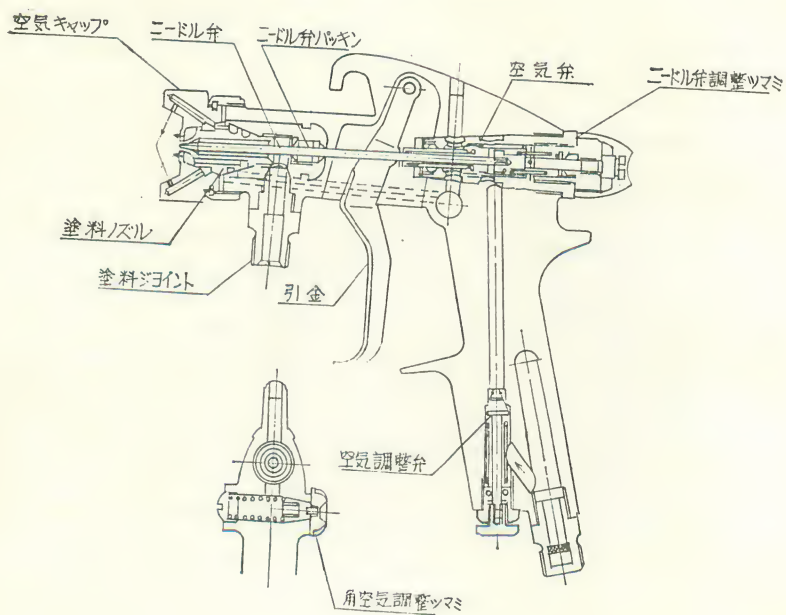 空気キャップ
ニードル弁
ニードル弁パッキン
空気弁
ニードル弁調整ツマミ
塗料ノズル
塗料ジョイント
引金
空気調整弁
角空気調整ツマミ